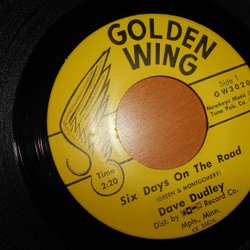 GOLDEN
WING
Side 1
GW3020
Newkeys Music
Tune Pub. Co.
Time
2:20
Six Days On The Road
(GREEN & MONTGOMERY)
Dave Dudley
Dist. by Record Co.
Mpls., Minn.